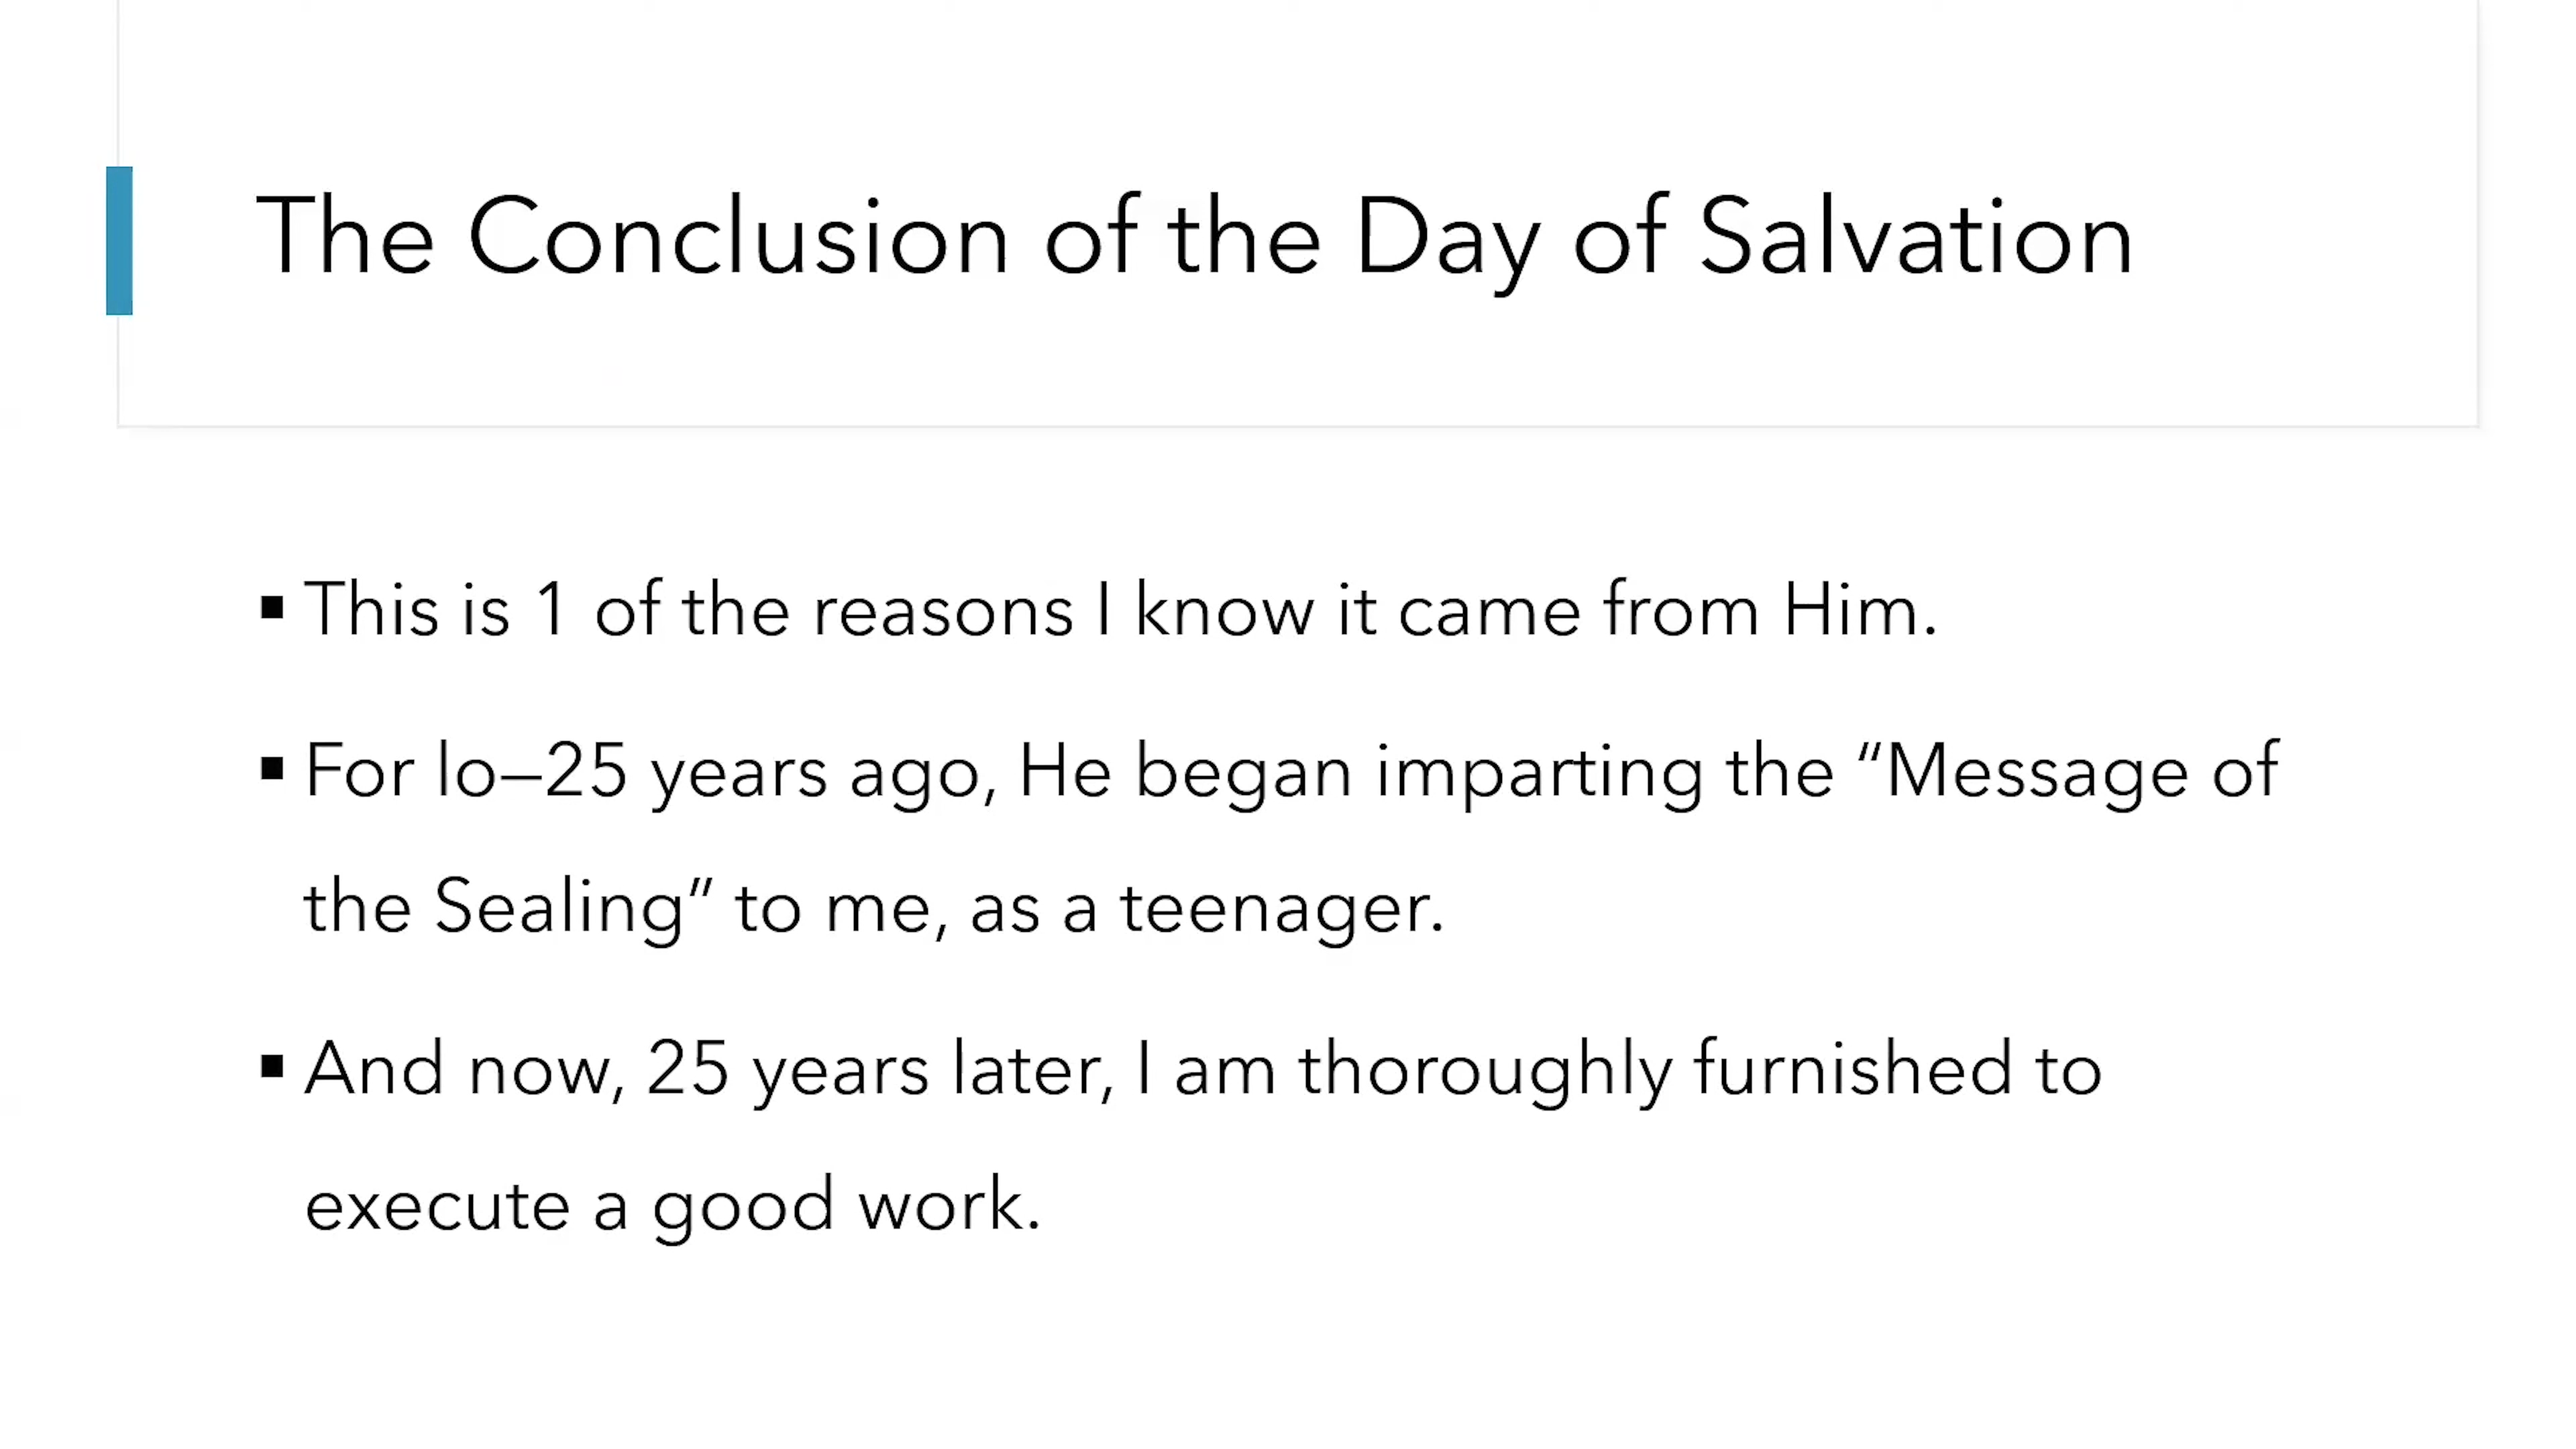 The Conclusion of the Day of Salvation
▪ This is 1 of the reasons I know it came from Him.
▪ For lo—25 years ago, He began imparting the “Message of
the Sealing” to me, as a teenager.
▪ And now, 25 years later, I am thoroughly furnished to
execute a good work.